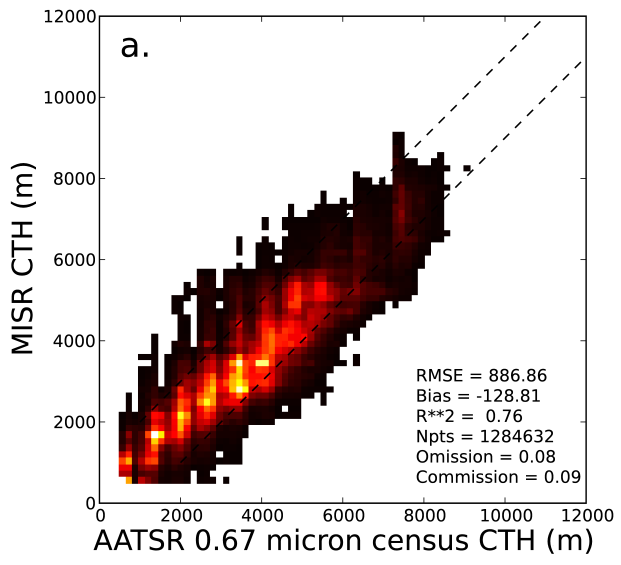 12000
a.
10000
8000
6000
4000
2000
0
MISR CTH (m)
RMSE = 886.86
Bias = -128.81
R**2 =  0.76
Npts = 1284632
Omission = 0.08
Commission = 0.09
0 2000 4000 6000 8000 10000 12000
AATSR 0.67 micron census CTH (m)